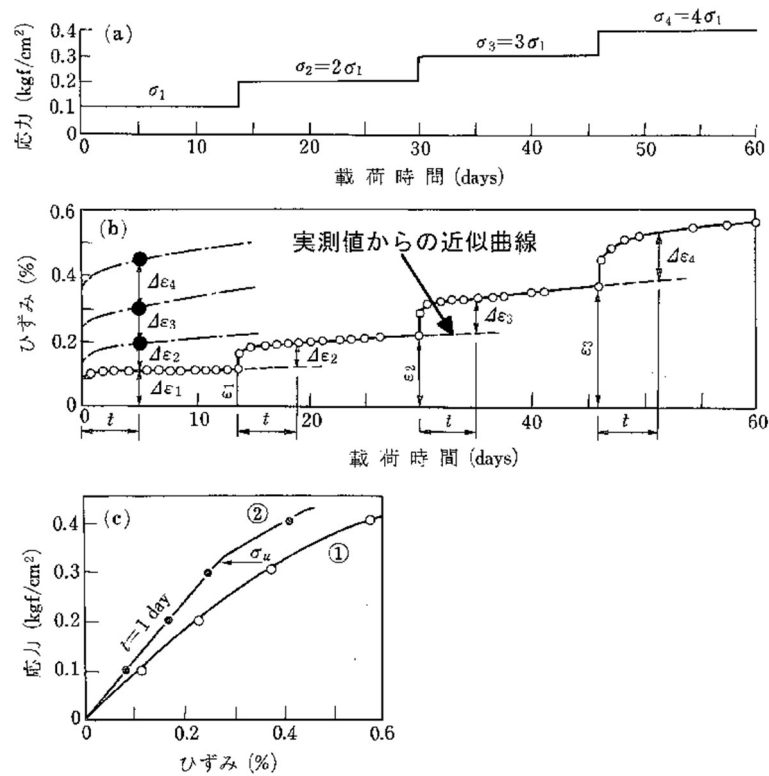 (a)
応力 (kgf/cm²)
0.4
0.3
0.2
0.1
0
σ₁
σ₂=2σ₁
σ₃=3σ₁
σ₄=4σ₁
0 10 20 30 40 50 60
載荷時間 (days)
(b)
ひずみ (%)
0.6
0.4
0.2
0
実測値からの近似曲線
Δε₄
Δε₃
Δε₂
Δε₁
ε₁
Δε₂
ε₂
Δε₃
ε₃
Δε₄
0 10 20 30 40 60
t t t t
載荷時間 (days)
(c)
応力 (kgf/cm²)
0.4
0.3
0.2
0.1
0
②
①
σᵤ
t=1 day
0 0.2 0.4 0.6
ひずみ (%)